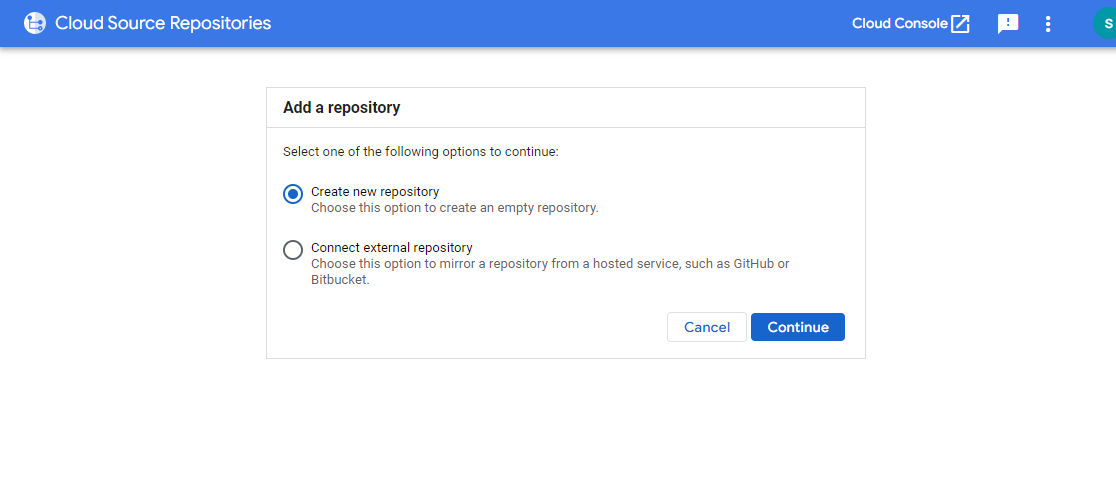 Cloud Source Repositories
Cloud Console
S
Add a repository
Select one of the following options to continue:
Create new repository
Choose this option to create an empty repository.
Connect external repository
Choose this option to mirror a repository from a hosted service, such as GitHub or
Bitbucket.
Cancel
Continue